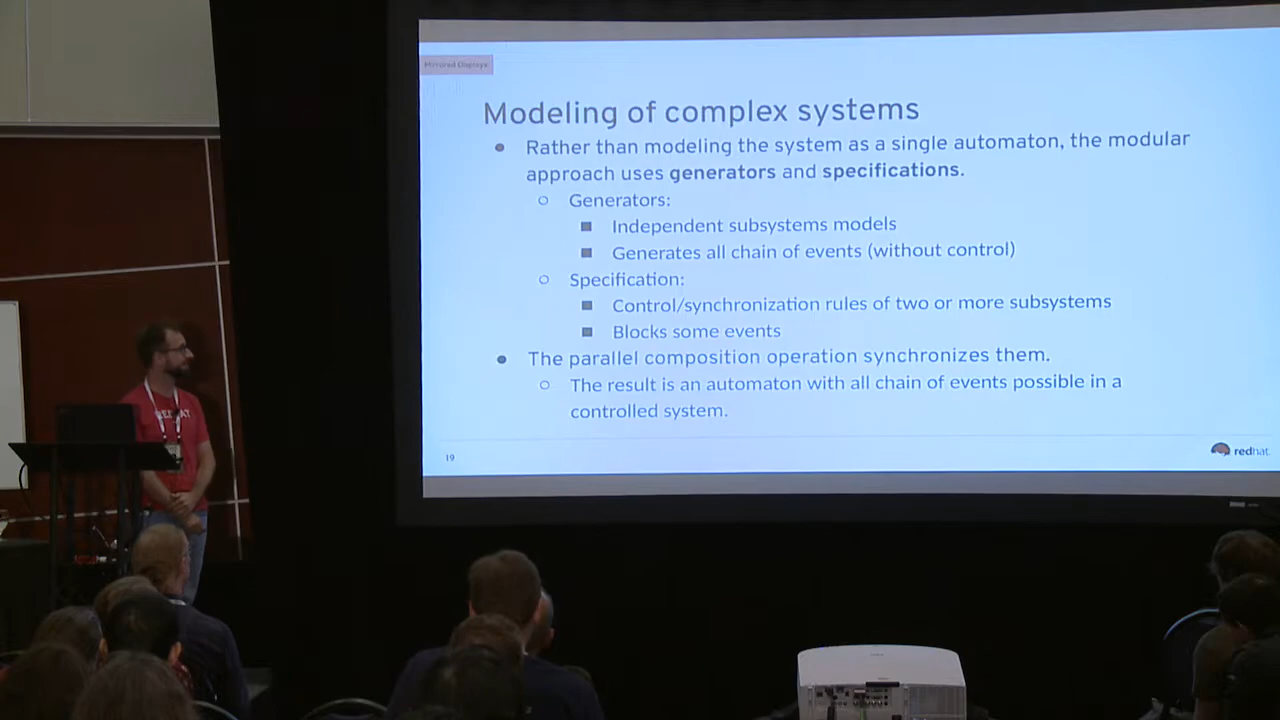 Mirrored Displays
Modeling of complex systems
● Rather than modeling the system as a single automaton, the modular
approach uses generators and specifications.
○ Generators:
■ Independent subsystems models
■ Generates all chain of events (without control)
○ Specification:
■ Control/synchronization rules of two or more subsystems
■ Blocks some events
● The parallel composition operation synchronizes them.
○ The result is an automaton with all chain of events possible in a
controlled system.
19
redhat